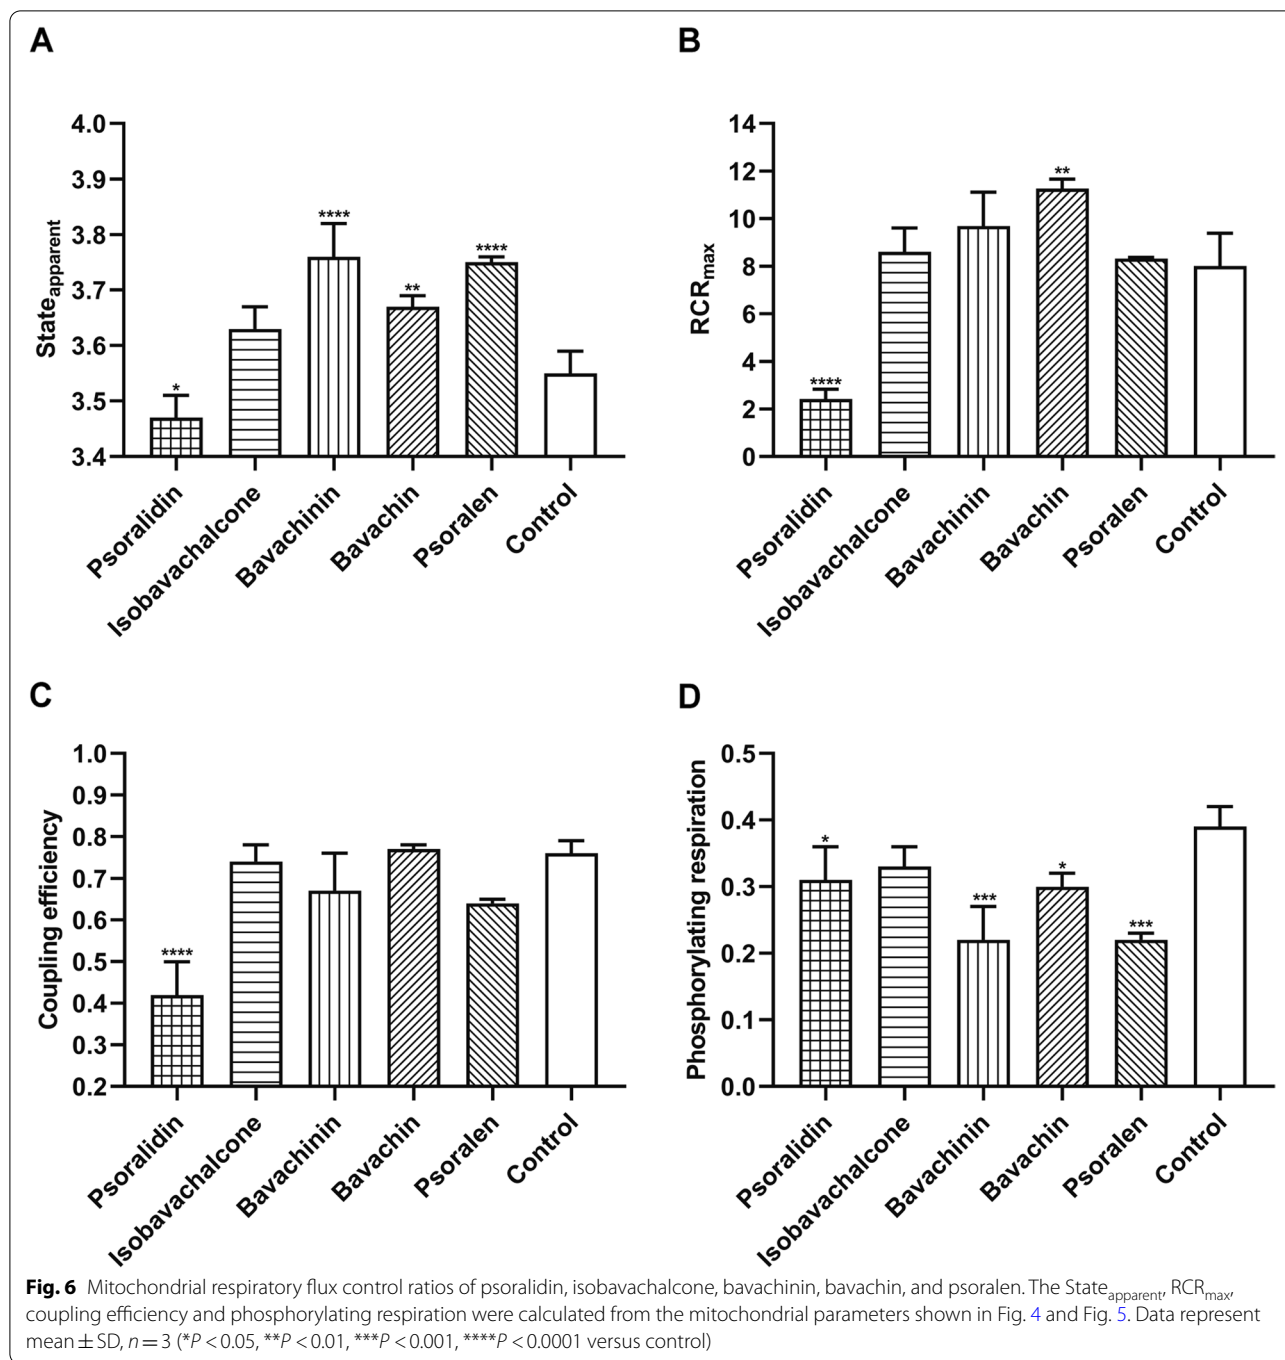 A
4.0
3.9
3.8
3.7
3.6
3.5
3.4
State_apparent
*
****
**
****
Psoralidin
Isobavachalcone
Bavachinin
Bavachin
Psoralen
Control
B
14
12
10
8
6
4
2
0
RCR_max
****
**
Psoralidin
Isobavachalcone
Bavachinin
Bavachin
Psoralen
Control
C
1.0
0.9
0.8
0.7
0.6
0.5
0.4
0.3
0.2
Coupling efficiency
****
Psoralidin
Isobavachalcone
Bavachinin
Bavachin
Psoralen
Control
D
0.5
0.4
0.3
0.2
0.1
0.0
Phosphorylating respiration
*
***
*
***
Psoralidin
Isobavachalcone
Bavachinin
Bavachin
Psoralen
Control
Fig. 6 Mitochondrial respiratory flux control ratios of psoralidin, isobavachalcone, bavachinin, bavachin, and psoralen. The State_apparent, RCR_max,
coupling efficiency and phosphorylating respiration were calculated from the mitochondrial parameters shown in Fig. 4 and Fig. 5. Data represent
mean ± SD, n = 3 (*P < 0.05, **P < 0.01, ***P < 0.001, ****P < 0.0001 versus control)